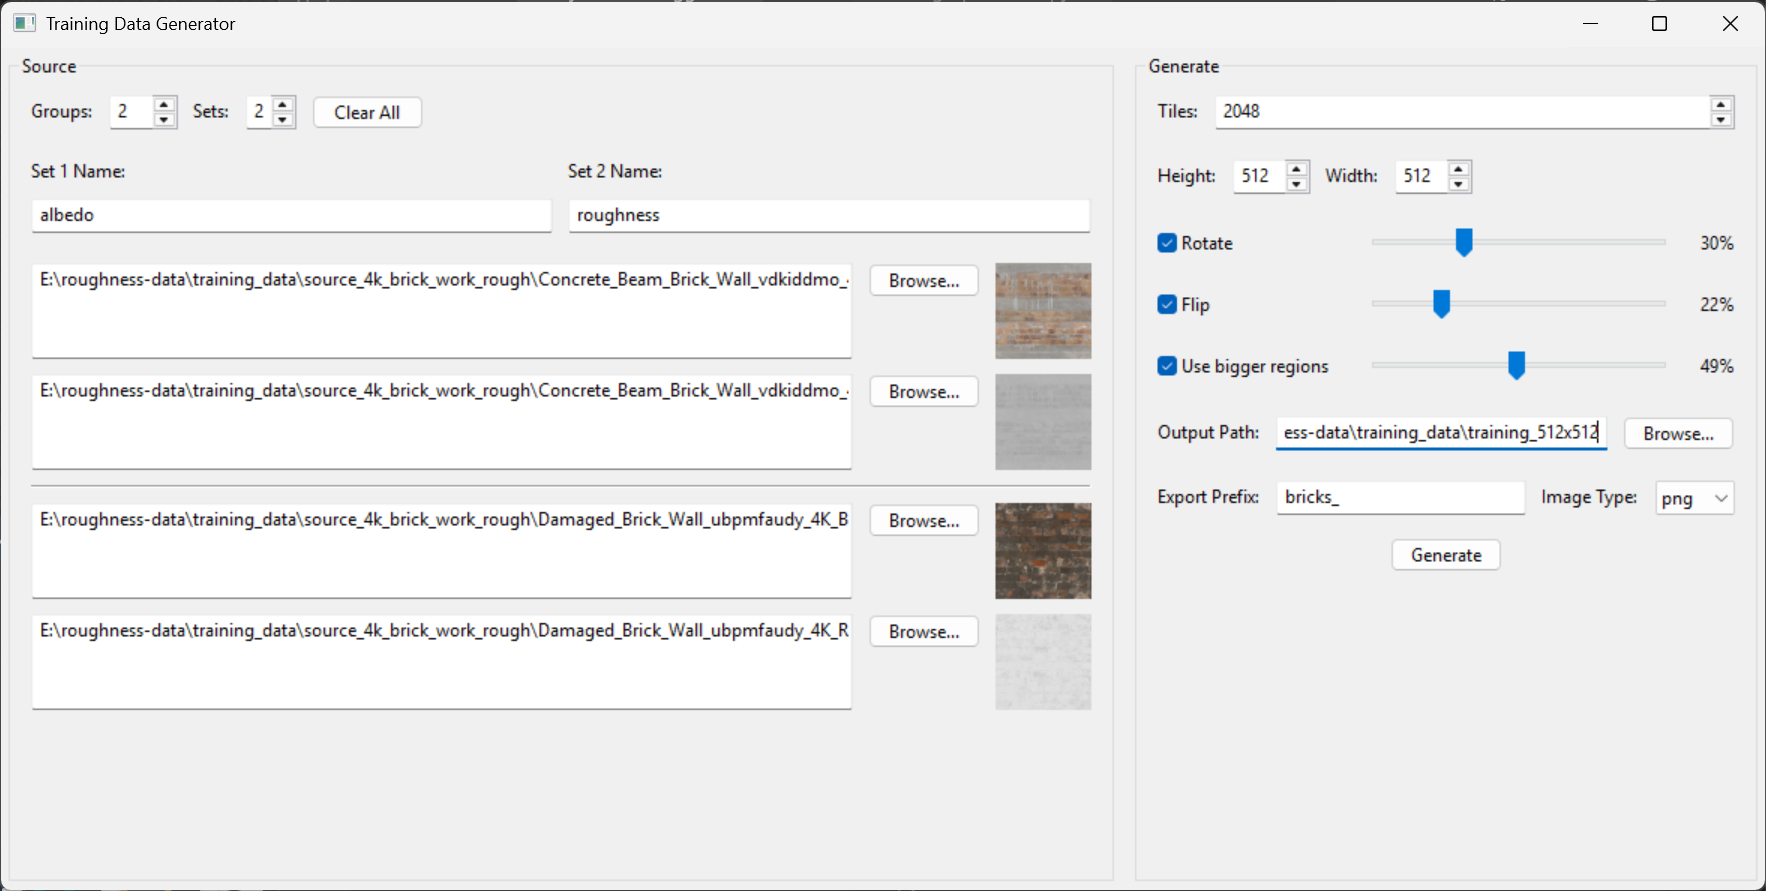 Training Data Generator
Source
Groups: 2 Sets: 2 Clear All
Set 1 Name: Set 2 Name:
albedo roughness
E:\roughness-data\training_data\source_4k_brick_work_rough\Concrete_Beam_Brick_Wall_vdkiddmo_ Browse...
E:\roughness-data\training_data\source_4k_brick_work_rough\Concrete_Beam_Brick_Wall_vdkiddmo_ Browse...
E:\roughness-data\training_data\source_4k_brick_work_rough\Damaged_Brick_Wall_ubpmfaudy_4K_B Browse...
E:\roughness-data\training_data\source_4k_brick_work_rough\Damaged_Brick_Wall_ubpmfaudy_4K_R Browse...
Generate
Tiles: 2048
Height: 512 Width: 512
Rotate 30%
Flip 22%
Use bigger regions 49%
Output Path: ess-data\training_data\training_512x512 Browse...
Export Prefix: bricks_ Image Type: png
Generate